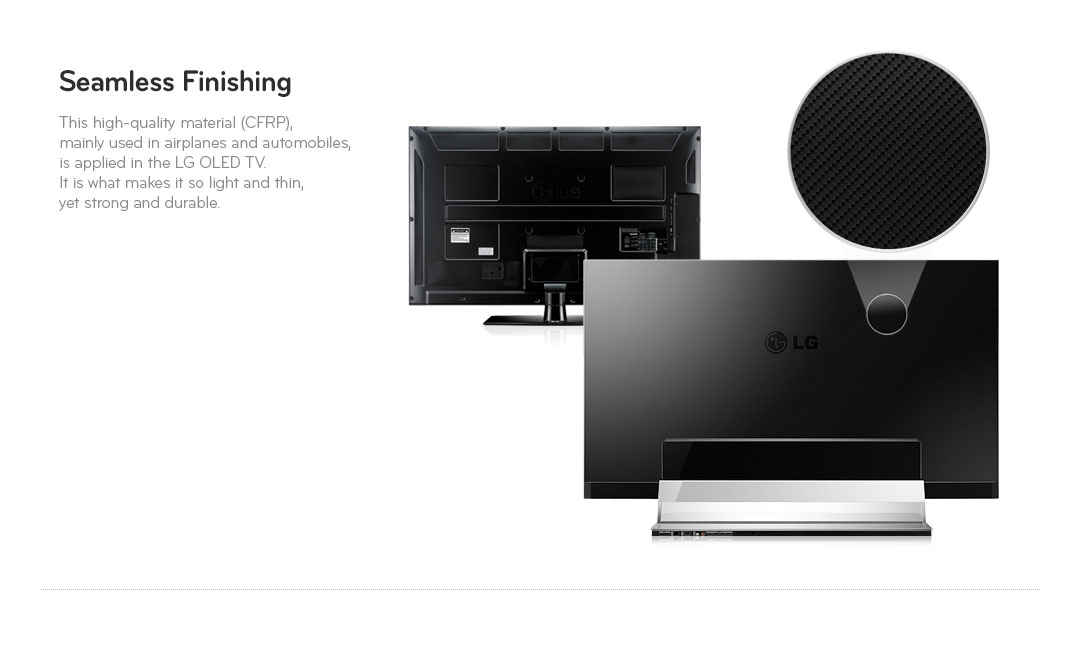 Seamless Finishing
This high-quality material (CFRP),
mainly used in airplanes and automobiles,
is applied in the LG OLED TV.
It is what makes it so light and thin,
yet strong and durable.
LG
LG